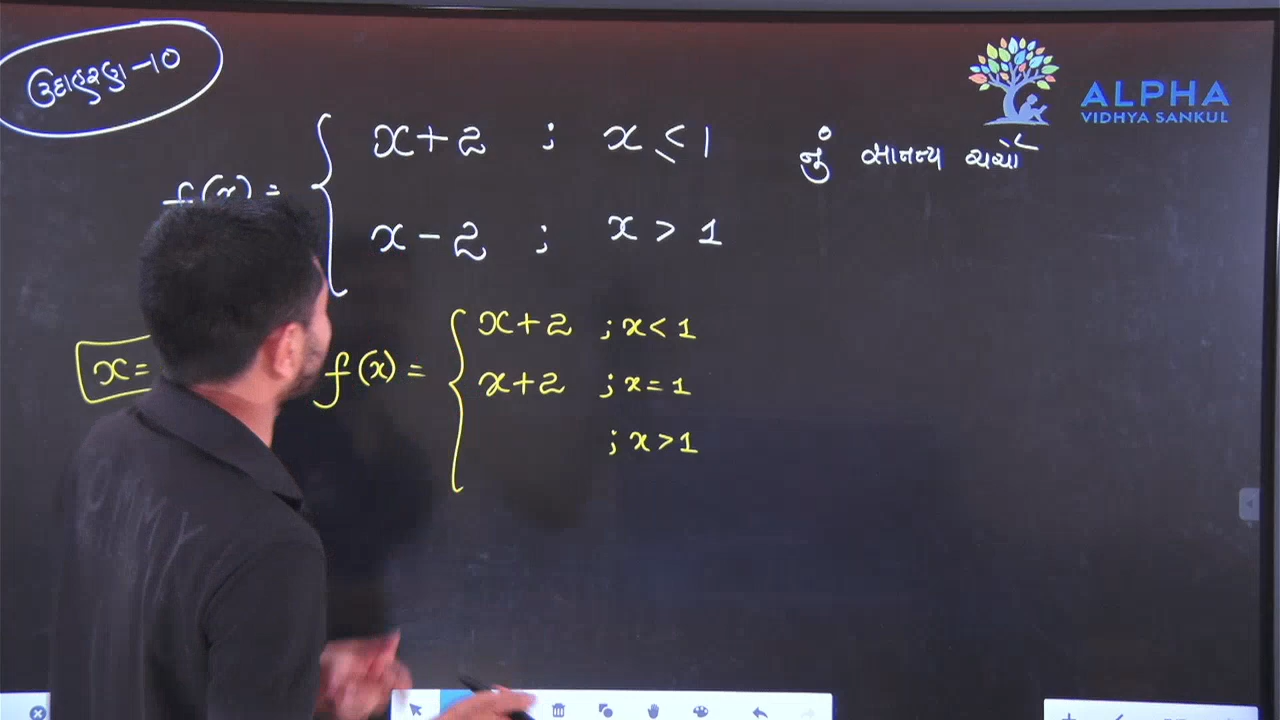 ઉદાહરણ-10
ALPHA
VIDHYA SANKUL
f(x) = { x+2 ; x ≤ 1 નું સાતત્ય ચર્ચો
x - 2 ; x > 1
x =
f(x) = { x+2 ; x < 1
x+2 ; x = 1
; x > 1